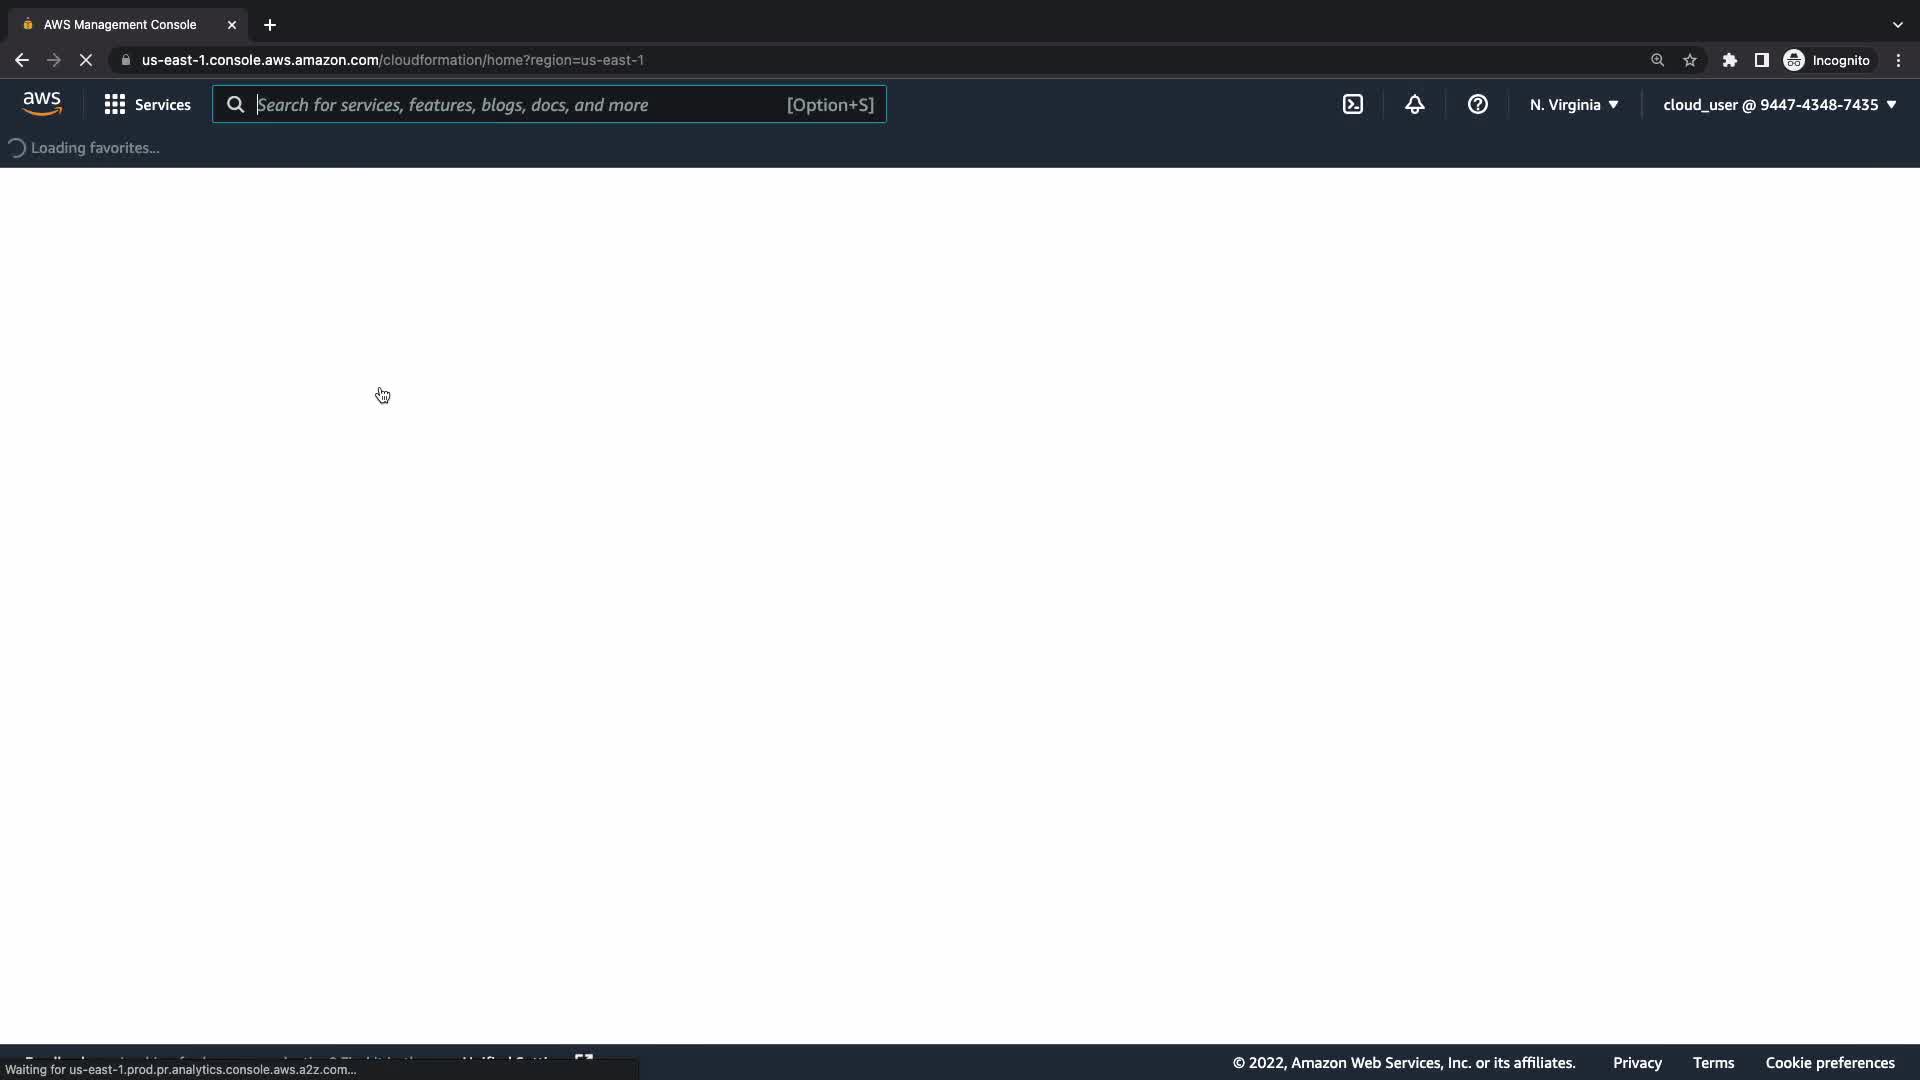 AWS Management Console
us-east-1.console.aws.amazon.com/cloudformation/home?region=us-east-1
Incognito
aws
Services
Search for services, features, blogs, docs, and more
[Option+S]
N. Virginia
cloud_user @ 9447-4348-7435
Loading favorites...
Waiting for us-east-1.prod.pr.analytics.console.aws.a2z.com...
© 2022, Amazon Web Services, Inc. or its affiliates.
Privacy
Terms
Cookie preferences